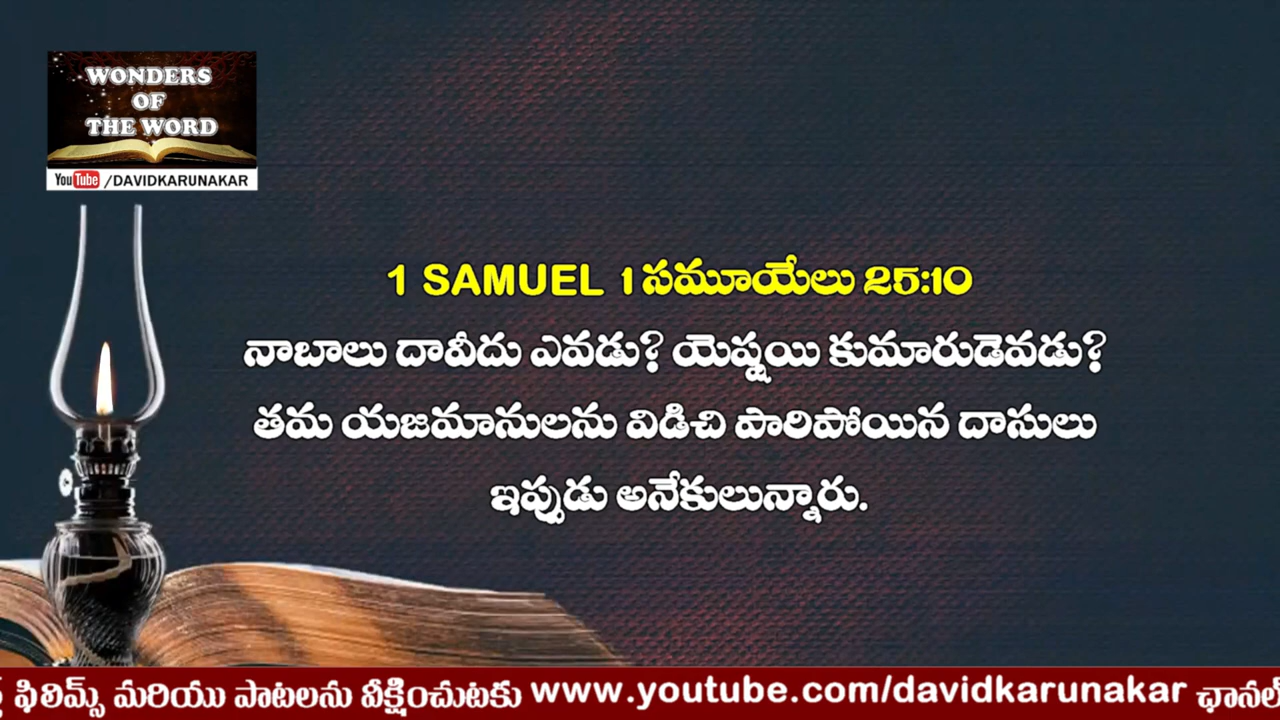 WONDERS
OF
THE WORD
YouTube /DAVIDKARUNAKAR
1 SAMUEL 1 సమూయేలు 25:10
నాబాలు దావీదు ఎవడు? యెష్షయి కుమారుడెవడు?
తమ యజమానులను విడిచి పారిపోయిన దాసులు
ఇప్పుడు అనేకులున్నారు.
ఫిలిమ్స్ మరియు పాటలను వీక్షించుటకు www.youtube.com/davidkarunakar ఛానల్